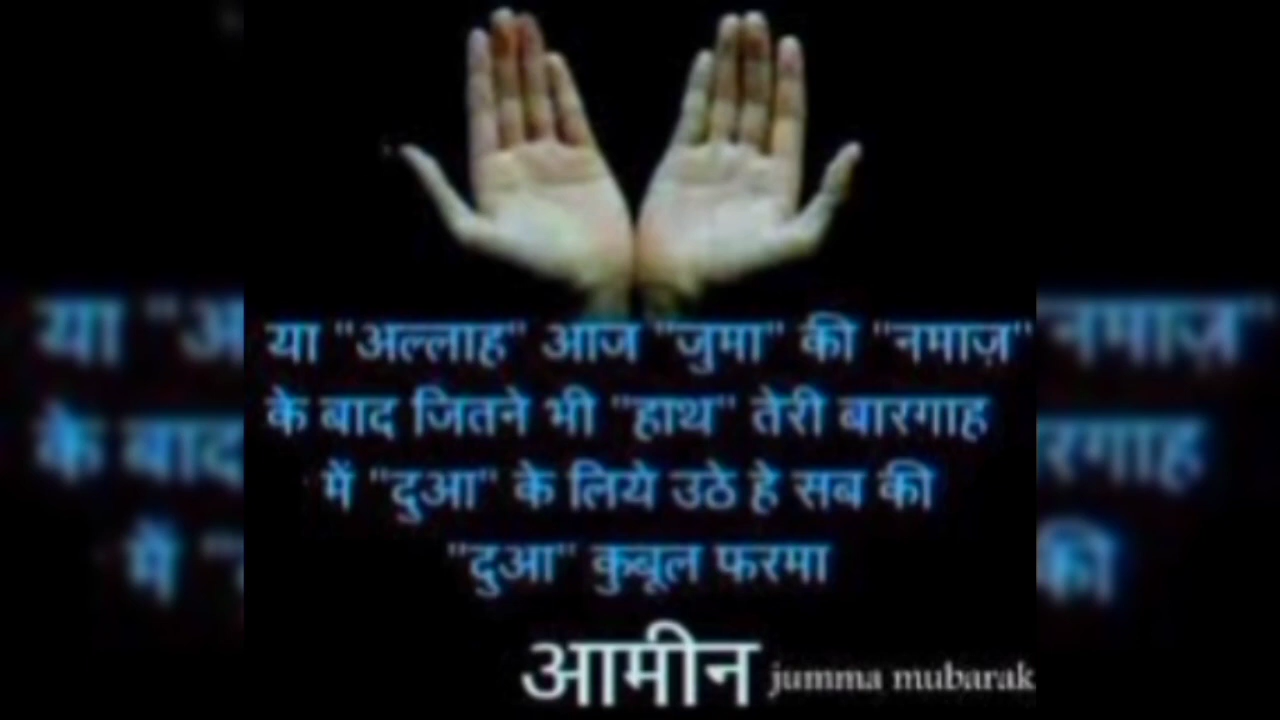 या "अल्लाह" आज "जुमा" की "नमाज़"
के बाद जितने भी "हाथ" तेरी बारगाह
में "दुआ" के लिये उठे हे सब की
"दुआ" कुबूल फरमा
आमीन jumma mubarak